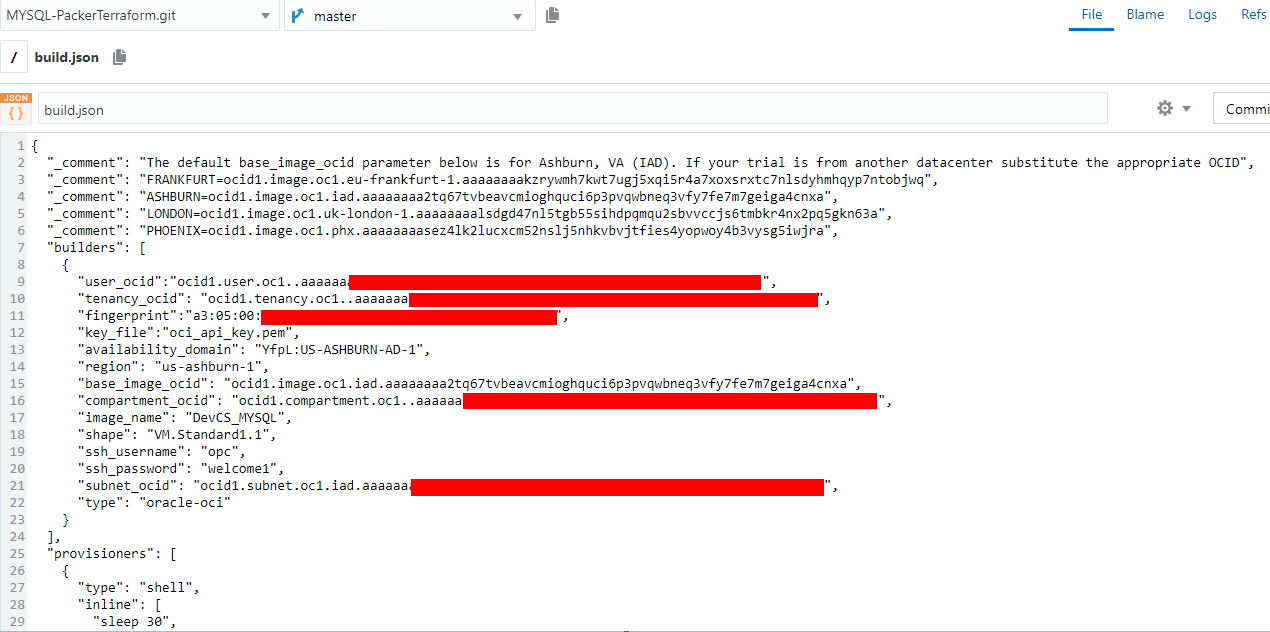 MYSQL-PackerTerraform.git master File Blame Logs Refs
/ build.json
JSON
{ } build.json Commi
1 {
2 "_comment": "The default base_image_ocid parameter below is for Ashburn, VA (IAD). If your trial is from another datacenter substitute the appropriate OCID",
3 "_comment": "FRANKFURT=ocid1.image.oc1.eu-frankfurt-1.aaaaaaaakzrywmh7kwt7ugj5xqi5r4a7xoxsrxtc7nlsdyhmhqyp7ntobjwq",
4 "_comment": "ASHBURN=ocid1.image.oc1.iad.aaaaaaaa2tq67tvbeavcmioghquci6p3pvqwbneq3vfy7fe7m7geiga4cnxa",
5 "_comment": "LONDON=ocid1.image.oc1.uk-london-1.aaaaaaaalsdgd47nl5tgb55sihdpqmqu2sbvvccjs6tmbkr4nx2pq5gkn63a",
6 "_comment": "PHOENIX=ocid1.image.oc1.phx.aaaaaaaasez4lk2lucxcm52nslj5nhkvbvjtfies4yopwoy4b3vysg5iwjra",
7 "builders": [
8 {
9 "user_ocid":"ocid1.user.oc1..aaaaaa ",
10 "tenancy_ocid": "ocid1.tenancy.oc1..aaaaaaa ",
11 "fingerprint":"a3:05:00: ",
12 "key_file":"oci_api_key.pem",
13 "availability_domain": "YfpL:US-ASHBURN-AD-1",
14 "region": "us-ashburn-1",
15 "base_image_ocid": "ocid1.image.oc1.iad.aaaaaaaa2tq67tvbeavcmioghquci6p3pvqwbneq3vfy7fe7m7geiga4cnxa",
16 "compartment_ocid": "ocid1.compartment.oc1..aaaaaa ",
17 "image_name": "DevCS_MYSQL",
18 "shape": "VM.Standard1.1",
19 "ssh_username": "opc",
20 "ssh_password": "welcome1",
21 "subnet_ocid": "ocid1.subnet.oc1.iad.aaaaaa ",
22 "type": "oracle-oci"
23 }
24 ],
25 "provisioners": [
26 {
27 "type": "shell",
28 "inline": [
29 "sleep 30",